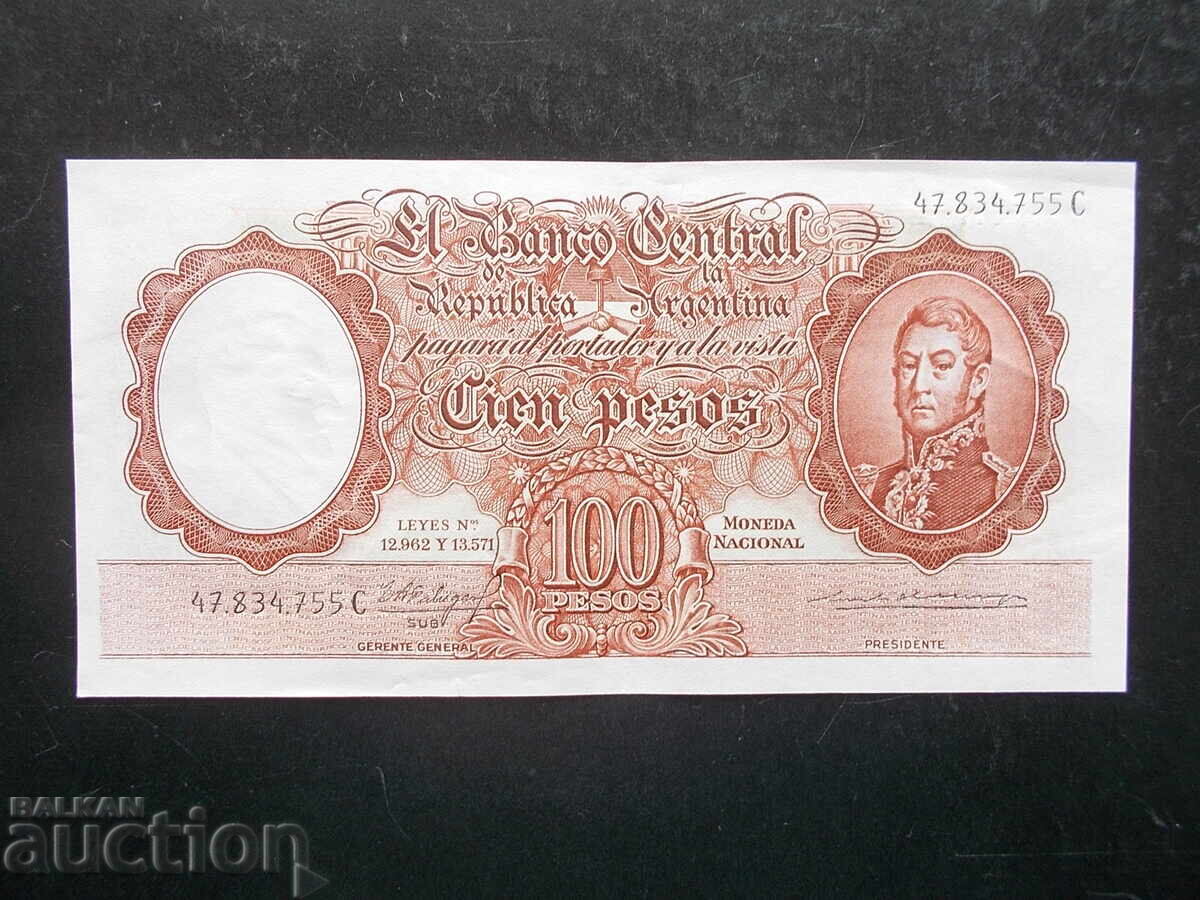 47.834.755 C
El Banco Central
de la
República Argentina
pagará al portador y a la vista
Cien pesos
LEYES Nos.
12.962 Y 13.571
100
PESOS
MONEDA
NACIONAL
47.834.755 C
SUB
GERENTE GENERAL
PRESIDENTE
BALKAN
auction